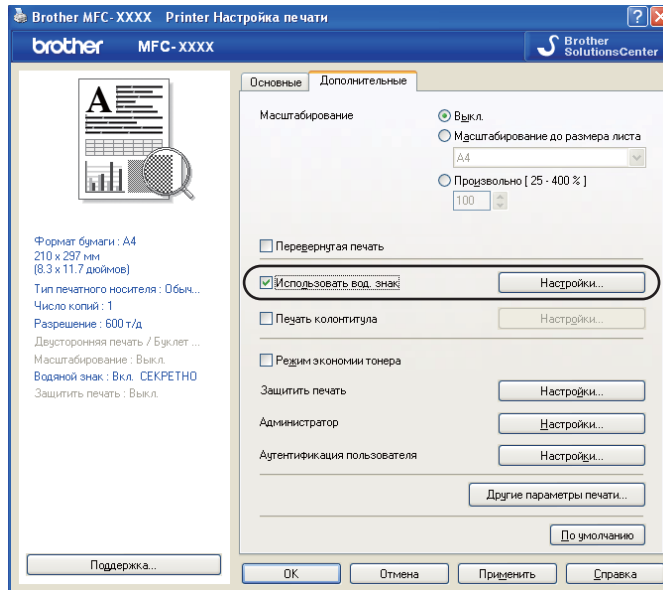 Brother MFC-XXXX Printer Настройка печати
brother MFC-XXXX
Brother
SolutionsCenter
A
Формат бумаги : A4
210 x 297 мм
(8.3 x 11.7 дюймов)
Тип печатного носителя : Обыч...
Число копий : 1
Разрешение : 600 т/д
Двусторонняя печать / Буклет ...
Масштабирование : Выкл.
Водяной знак : Вкл. СЕКРЕТНО
Защитить печать : Выкл.
Поддержка...
Основные Дополнительные
Масштабирование
Выкл.
Масштабирование до размера листа
A4
Произвольно [ 25 - 400 % ]
100
Перевернутая печать
Использовать вод. знак Настройки...
Печать колонтитула Настройки...
Режим экономии тонера
Защитить печать Настройки...
Администратор Настройки...
Аутентификация пользователя Настройки...
Другие параметры печати...
По умолчанию
OK Отмена Применить Справка